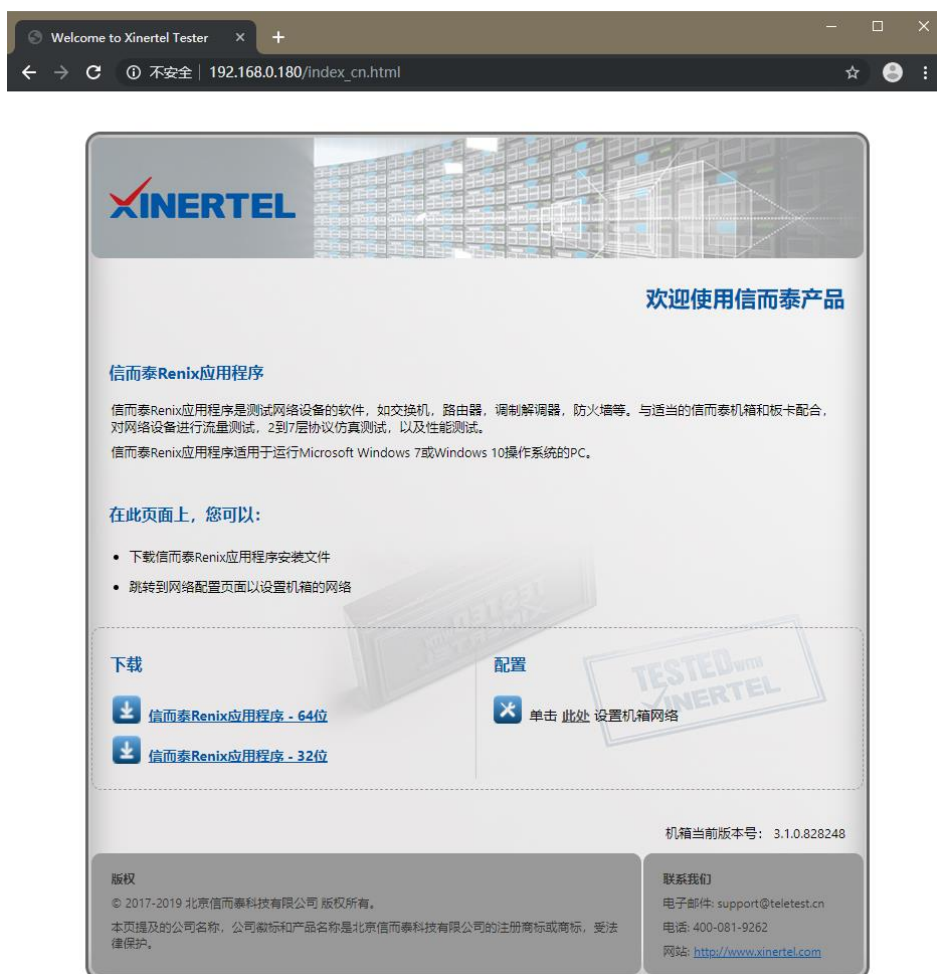 Welcome to Xinertel Tester
不安全 | 192.168.0.180/index_cn.html
XINERTEL
欢迎使用信而泰产品
信而泰Renix应用程序
信而泰Renix应用程序是测试网络设备的软件，如交换机，路由器，调制解调器，防火墙等。与适当的信而泰机箱和板卡配合，
对网络设备进行流量测试，2到7层协议仿真测试，以及性能测试。
信而泰Renix应用程序适用于运行Microsoft Windows 7或Windows 10操作系统的PC。
在此页面上，您可以：
• 下载信而泰Renix应用程序安装文件
• 跳转到网络配置页面以设置机箱的网络
下载
信而泰Renix应用程序 - 64位
信而泰Renix应用程序 - 32位
配置
单击 此处 设置机箱网络
TESTED WITH
XINERTEL
机箱当前版本号： 3.1.0.828248
版权
© 2017-2019 北京信而泰科技有限公司 版权所有。
本页提及的公司名称，公司徽标和产品名称是北京信而泰科技有限公司的注册商标或商标，受法
律保护。
联系我们
电子邮件: support@teletest.cn
电话: 400-081-9262
网站: http://www.xinertel.com